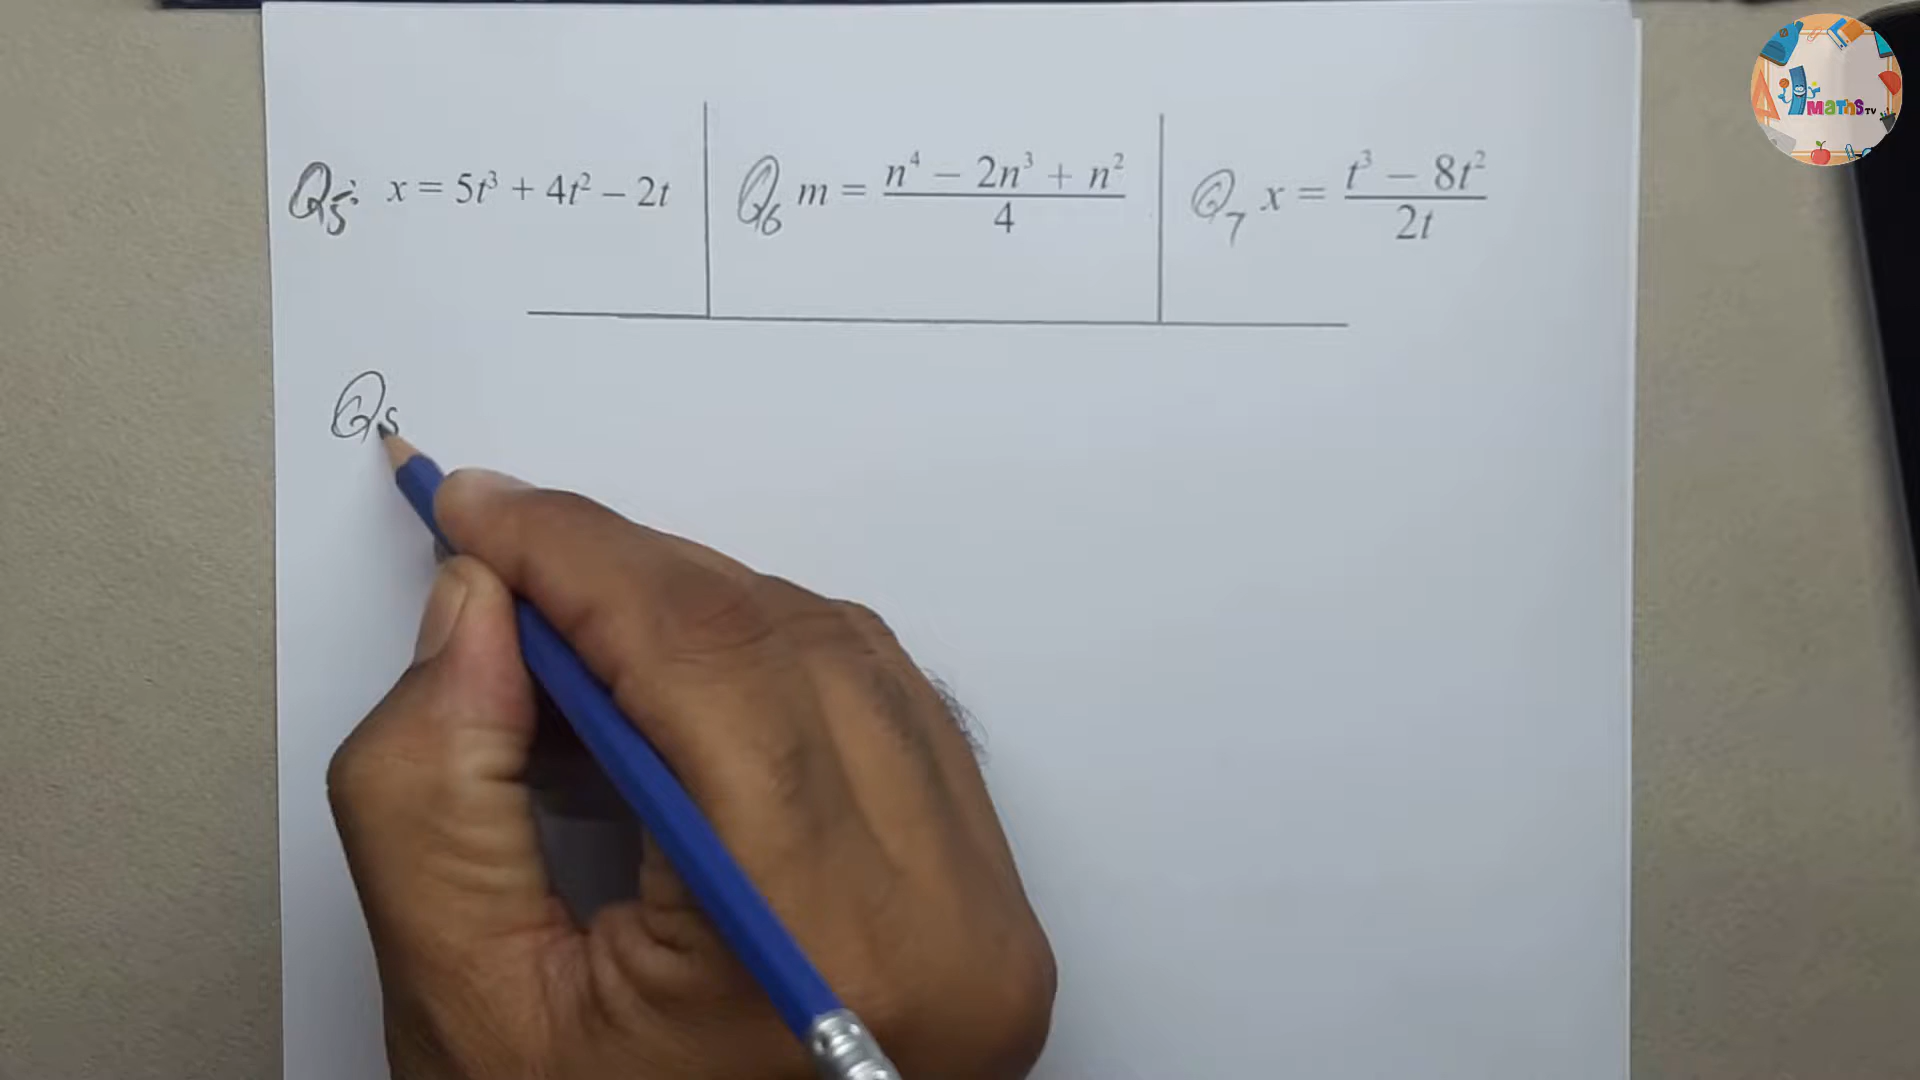 Q5: x = 5t³ + 4t² − 2t
Q6 m = (n⁴ − 2n³ + n²)/4
Q7 x = (t³ − 8t²)/2t
Q5
MATHS TV